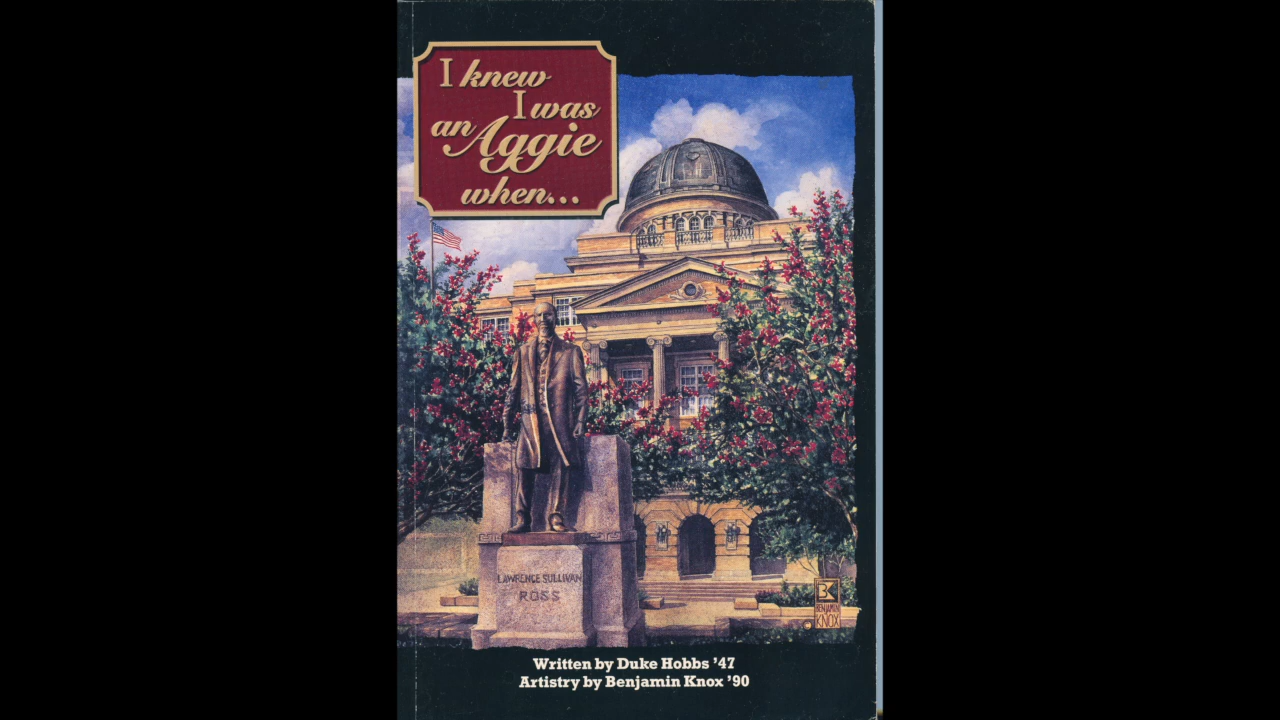 I knew
I was
an Aggie
when...
LAWRENCE SULLIVAN
ROSS
BK
BENJAMIN
KNOX
Written by Duke Hobbs ’47
Artistry by Benjamin Knox ’90